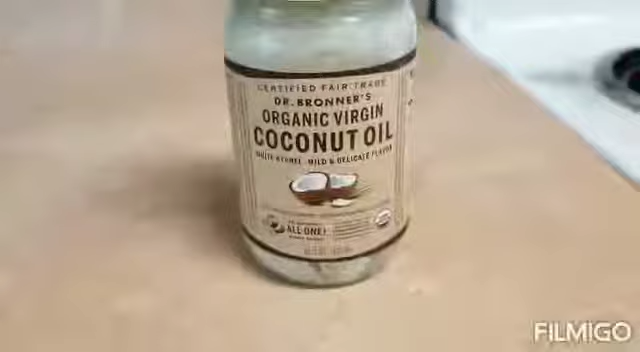 CERTIFIED FAIR TRADE
DR. BRONNER'S
ORGANIC VIRGIN
COCONUT OIL
WHITE KERNEL MILD & DELICATE FLAVOR
ALL-ONE!
FILMIGO